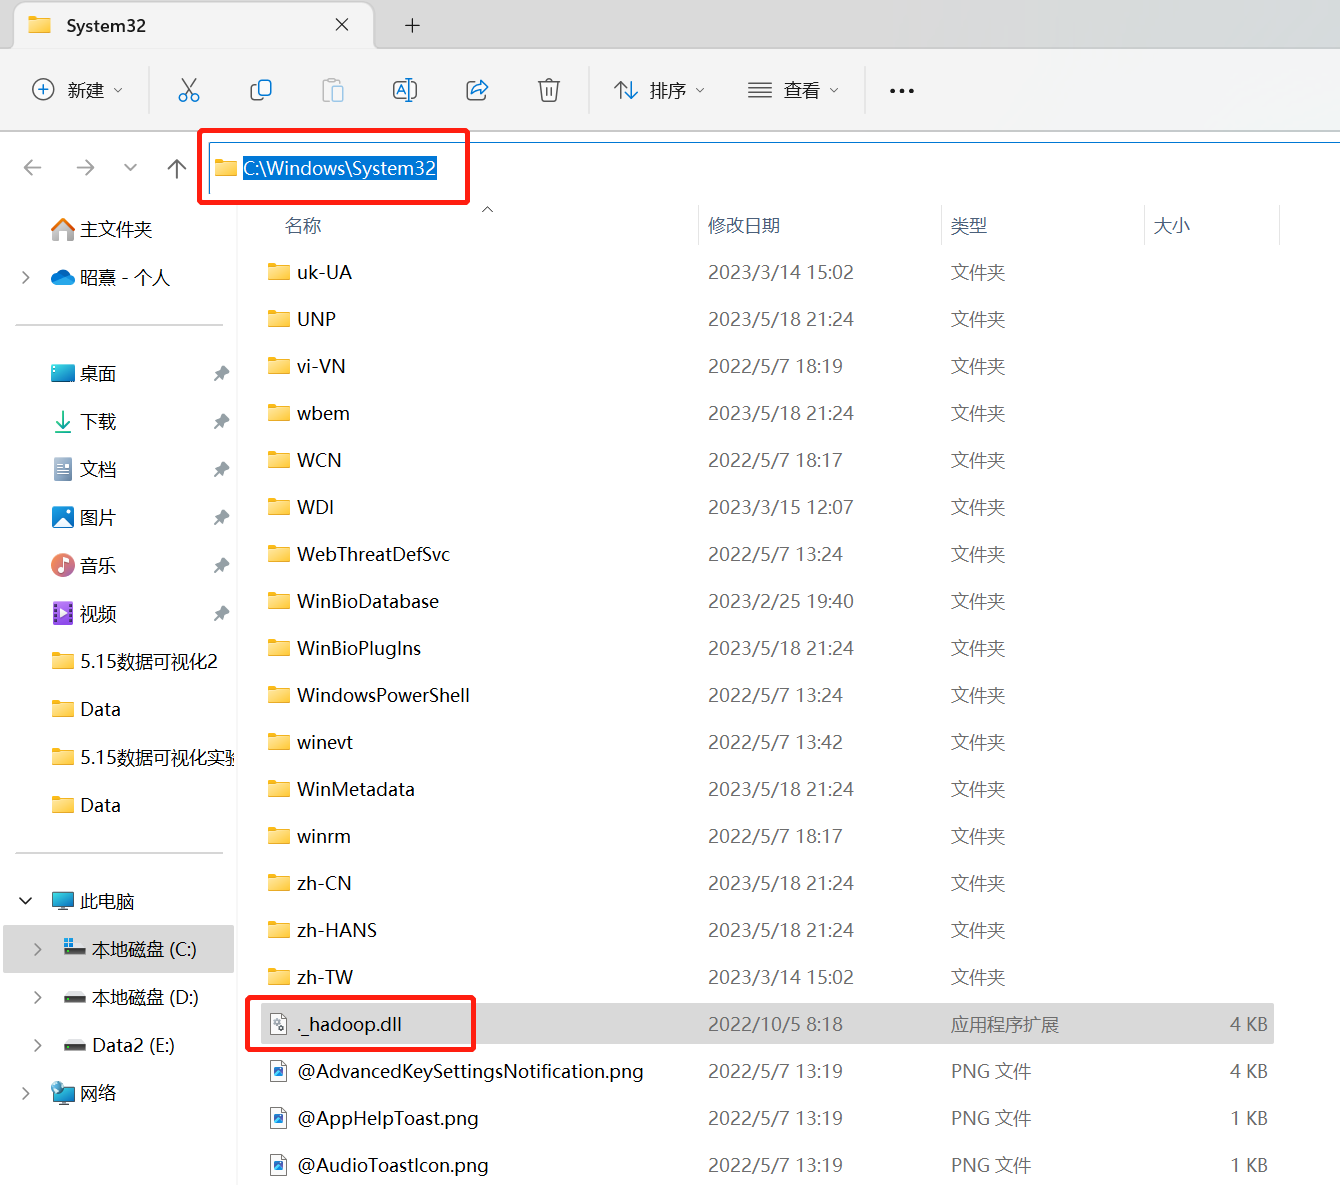 System32
新建
排序
查看
C:\Windows\System32
名称
修改日期
类型
大小
主文件夹
昭熹 - 个人
桌面
下载
文档
图片
音乐
视频
5.15数据可视化2
Data
5.15数据可视化实验
Data
此电脑
本地磁盘 (C:)
本地磁盘 (D:)
Data2 (E:)
网络
uk-UA 2023/3/14 15:02 文件夹
UNP 2023/5/18 21:24 文件夹
vi-VN 2022/5/7 18:19 文件夹
wbem 2023/5/18 21:24 文件夹
WCN 2022/5/7 18:17 文件夹
WDI 2023/3/15 12:07 文件夹
WebThreatDefSvc 2022/5/7 13:24 文件夹
WinBioDatabase 2023/2/25 19:40 文件夹
WinBioPlugIns 2023/5/18 21:24 文件夹
WindowsPowerShell 2022/5/7 13:24 文件夹
winevt 2022/5/7 13:42 文件夹
WinMetadata 2023/5/18 21:24 文件夹
winrm 2022/5/7 18:17 文件夹
zh-CN 2023/5/18 21:24 文件夹
zh-HANS 2023/5/18 21:24 文件夹
zh-TW 2023/3/14 15:02 文件夹
._hadoop.dll 2022/10/5 8:18 应用程序扩展 4 KB
@AdvancedKeySettingsNotification.png 2022/5/7 13:19 PNG 文件 4 KB
@AppHelpToast.png 2022/5/7 13:19 PNG 文件 1 KB
@AudioToastIcon.png 2022/5/7 13:19 PNG 文件 1 KB